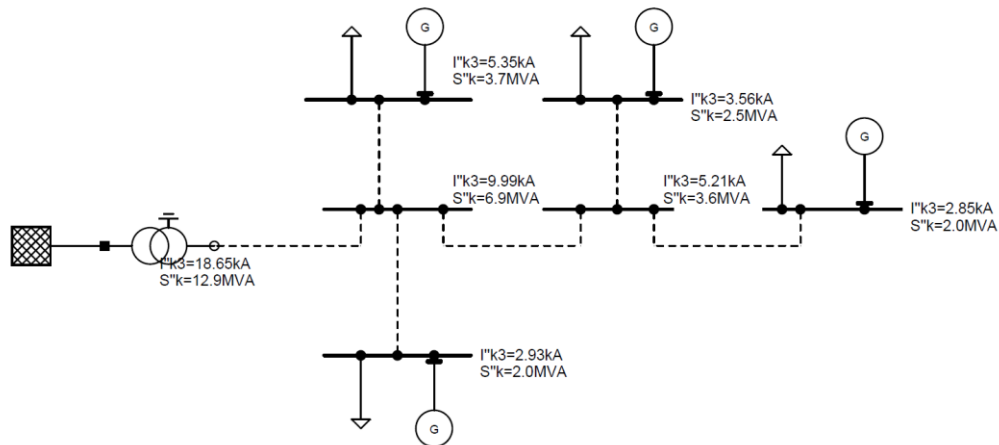 G
G
I"k3=5.35kA
S"k=3.7MVA
I"k3=3.56kA
S"k=2.5MVA
G
I"k3=9.99kA
S"k=6.9MVA
I"k3=5.21kA
S"k=3.6MVA
I"k3=2.85kA
S"k=2.0MVA
I"k3=18.65kA
S"k=12.9MVA
I"k3=2.93kA
S"k=2.0MVA
G